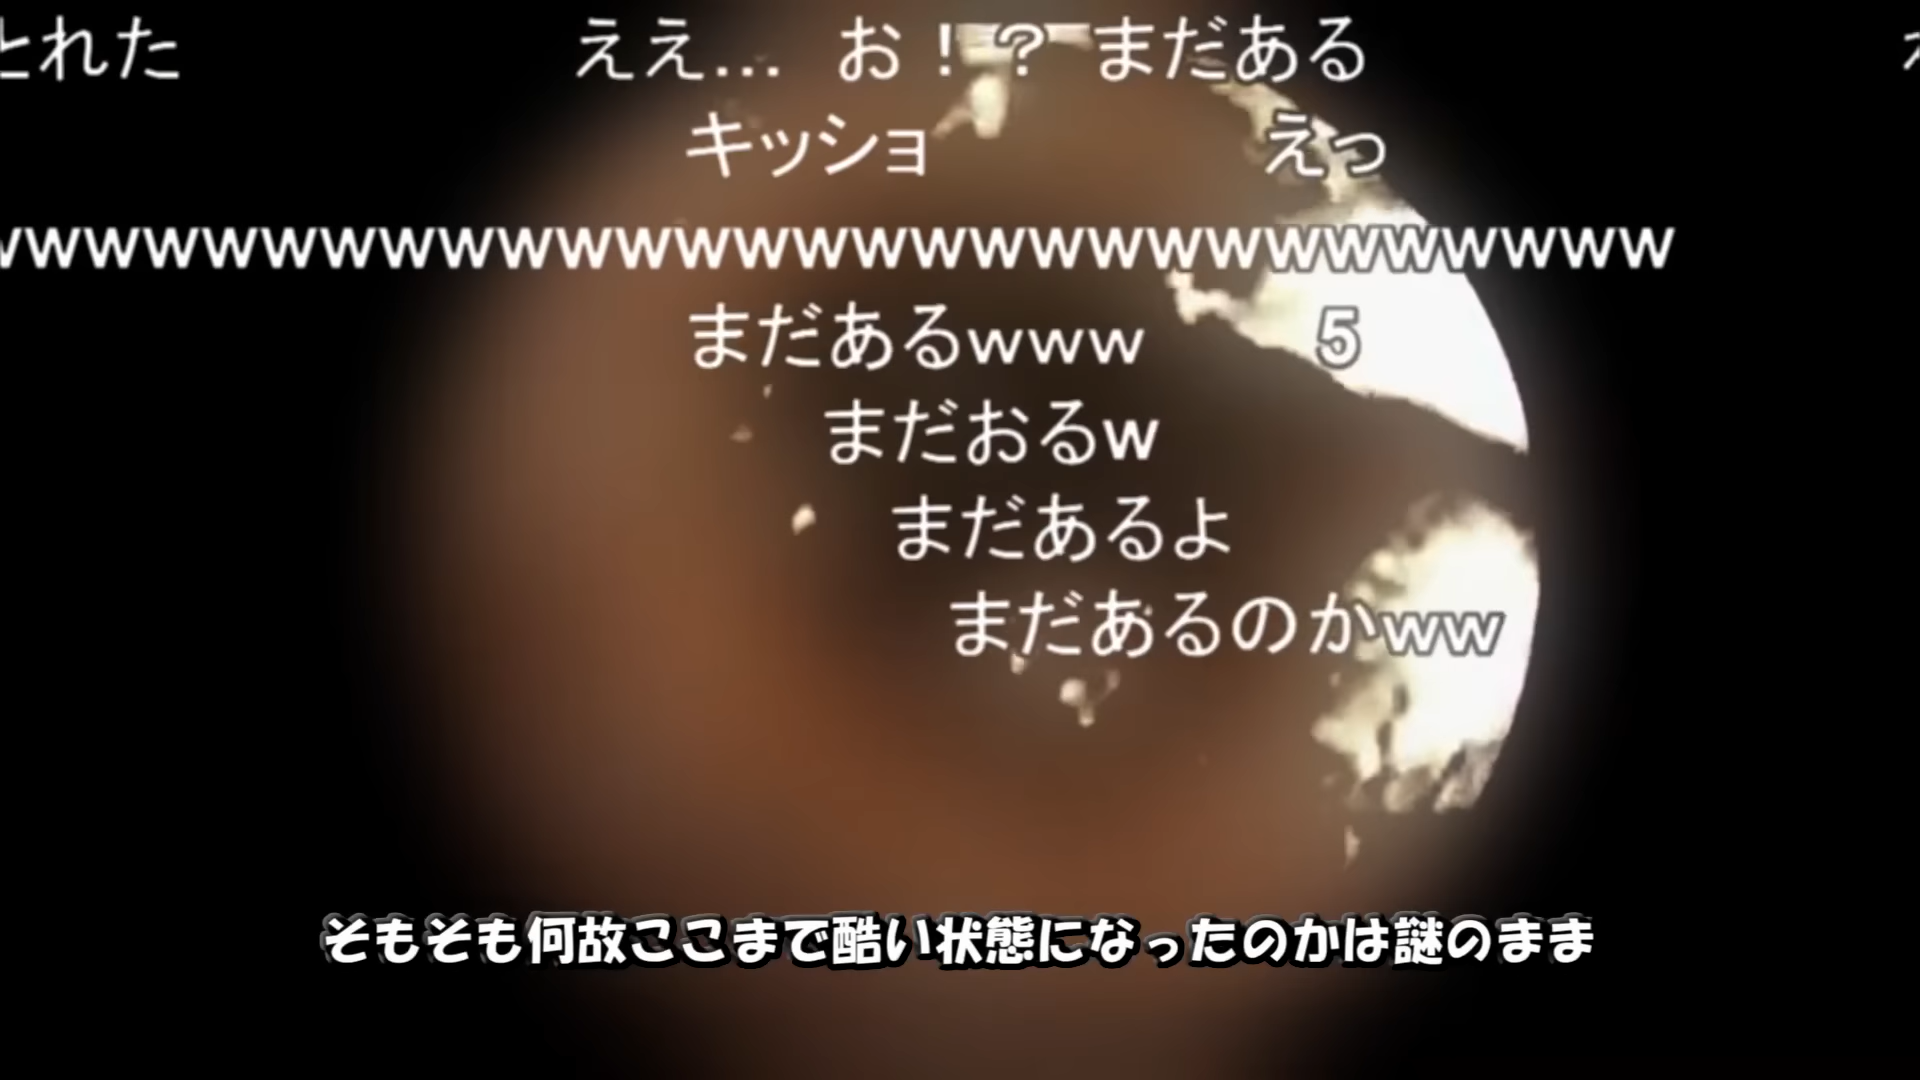 とれた
ええ… お！？ まだある
キッショ えっ
wwwwwwwwwwwwwwwwwwwwwwwwwwwww
まだあるwww 5
まだおるw
まだあるよ
まだあるのかww
そもそも何故ここまで酷い状態になったのかは謎のまま